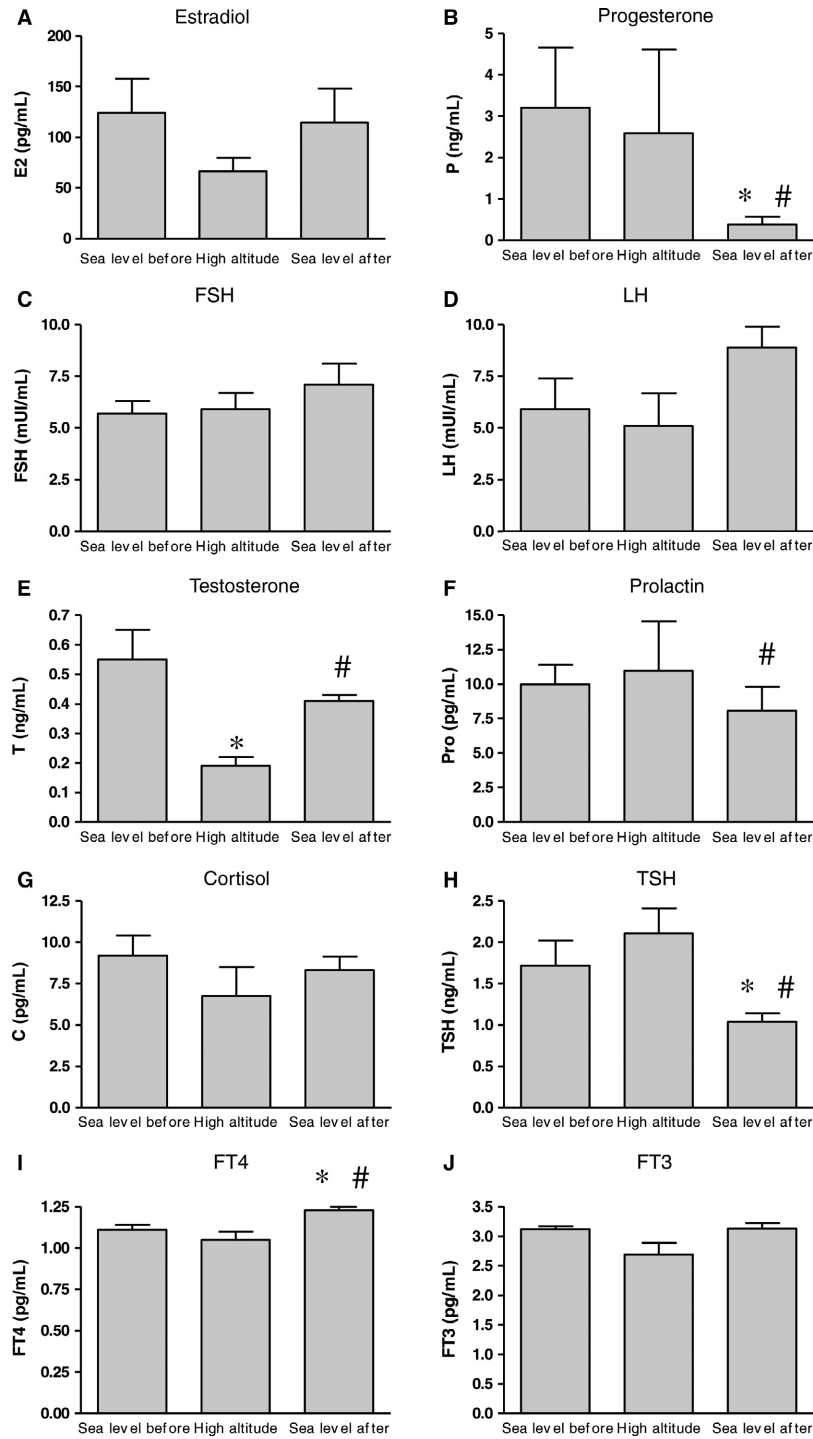 A Estradiol
E2 (pg/mL)
200
150
100
50
0
Sea level before High altitude Sea level after
B Progesterone
P (ng/mL)
5
4
3
2
1
0
* #
Sea level before High altitude Sea level after
C FSH
FSH (mUI/mL)
10.0
7.5
5.0
2.5
0.0
Sea level before High altitude Sea level after
D LH
LH (mUI/mL)
10.0
7.5
5.0
2.5
0.0
Sea level before High altitude Sea level after
E Testosterone
T (ng/mL)
0.7
0.6
0.5
0.4
0.3
0.2
0.1
0.0
* #
Sea level before High altitude Sea level after
F Prolactin
Pro (pg/mL)
15.0
12.5
10.0
7.5
5.0
2.5
0.0
#
Sea level before High altitude Sea level after
G Cortisol
C (pg/mL)
12.5
10.0
7.5
5.0
2.5
0.0
Sea level before High altitude Sea level after
H TSH
TSH (ng/mL)
2.5
2.0
1.5
1.0
0.5
0.0
* #
Sea level before High altitude Sea level after
I FT4
FT4 (pg/mL)
1.25
1.00
0.75
0.50
0.25
0.00
* #
Sea level before High altitude Sea level after
J FT3
FT3 (pg/mL)
3.5
3.0
2.5
2.0
1.5
1.0
0.5
0.0
Sea level before High altitude Sea level after